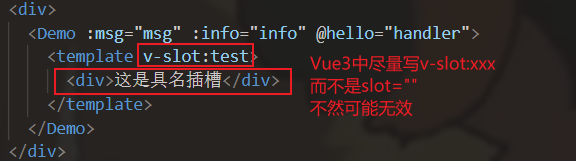 <div>
<Demo :msg="msg" :info="info" @hello="handler">
<template v-slot:test>
<div>这是具名插槽</div>
</template>
</Demo>
</div>
Vue3中尽量写v-slot:xxx
而不是slot=""
不然可能无效